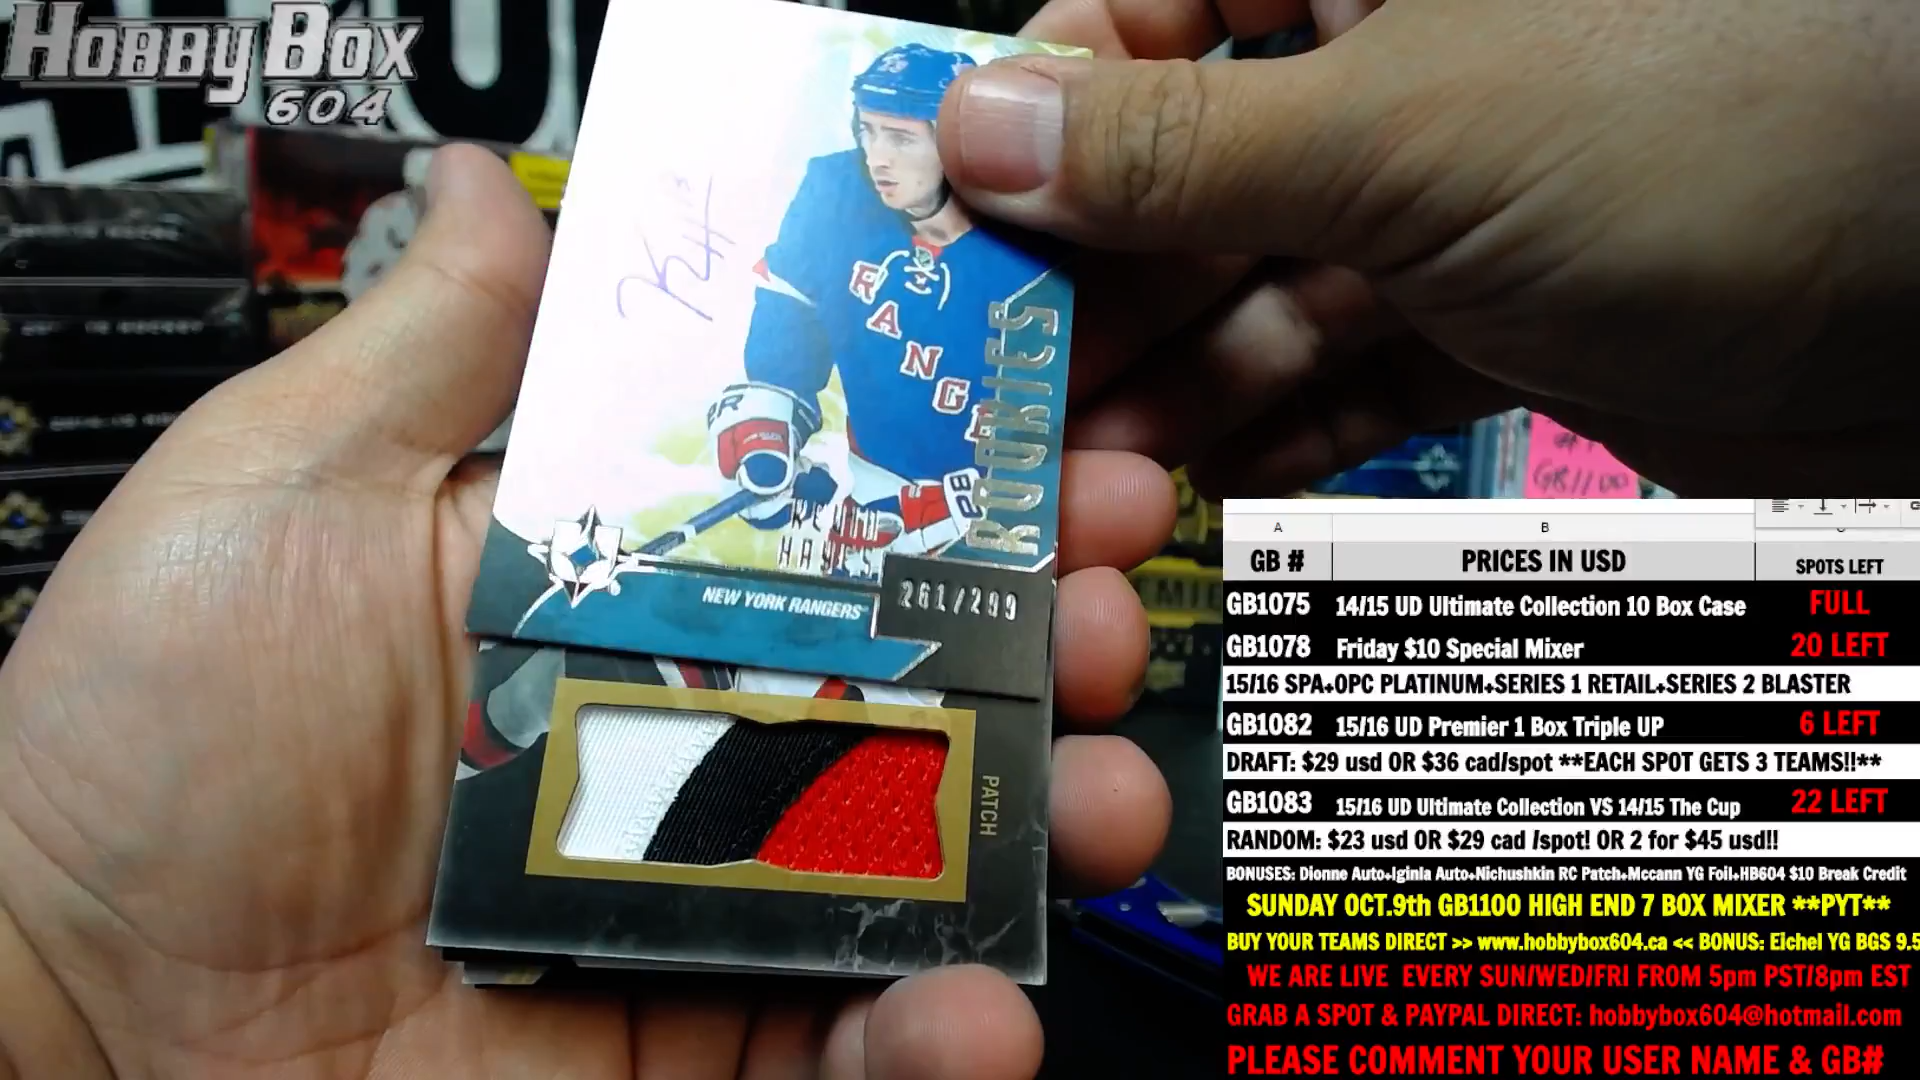 HOBBY BOX
604
RANGE
ROOKIES
KEVIN
HAYES
NEW YORK RANGERS
261/299
PATCH
GB1100
A B C
GB # PRICES IN USD SPOTS LEFT
GB1075 14/15 UD Ultimate Collection 10 Box Case FULL
GB1078 Friday $10 Special Mixer 20 LEFT
15/16 SPA+OPC PLATINUM+SERIES 1 RETAIL+SERIES 2 BLASTER
GB1082 15/16 UD Premier 1 Box Triple UP 6 LEFT
DRAFT: $29 usd OR $36 cad/spot **EACH SPOT GETS 3 TEAMS!!**
GB1083 15/16 UD Ultimate Collection VS 14/15 The Cup 22 LEFT
RANDOM: $23 usd OR $29 cad /spot! OR 2 for $45 usd!!
BONUSES: Dionne Auto+Iginla Auto+Nichushkin RC Patch+Mccann YG Foil+HB604 $10 Break Credit
SUNDAY OCT.9th GB1100 HIGH END 7 BOX MIXER **PYT**
BUY YOUR TEAMS DIRECT >> www.hobbybox604.ca << BONUS: Eichel YG BGS 9.5
WE ARE LIVE EVERY SUN/WED/FRI FROM 5pm PST/8pm EST
GRAB A SPOT & PAYPAL DIRECT: hobbybox604@hotmail.com
PLEASE COMMENT YOUR USER NAME & GB#